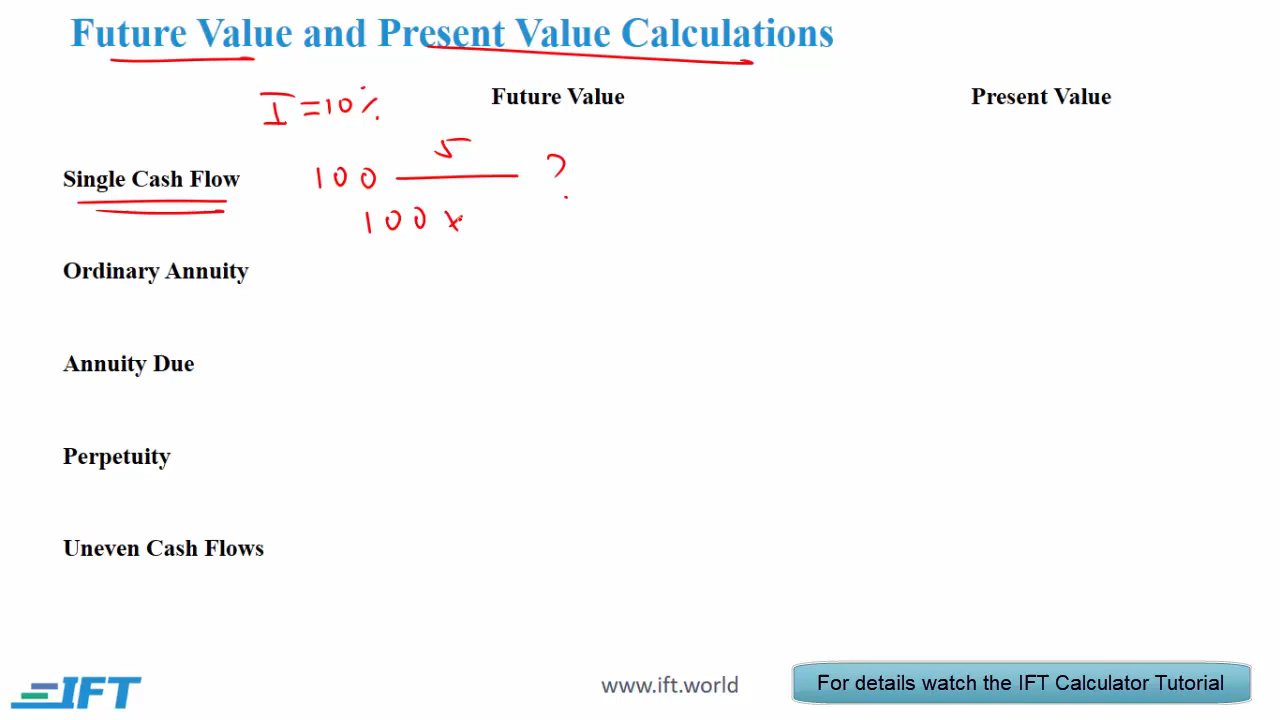 Future Value and Present Value Calculations
I = 10%
Future Value
Present Value
5
Single Cash Flow
100
?
100 x
Ordinary Annuity
Annuity Due
Perpetuity
Uneven Cash Flows
IFT
www.ift.world
For details watch the IFT Calculator Tutorial